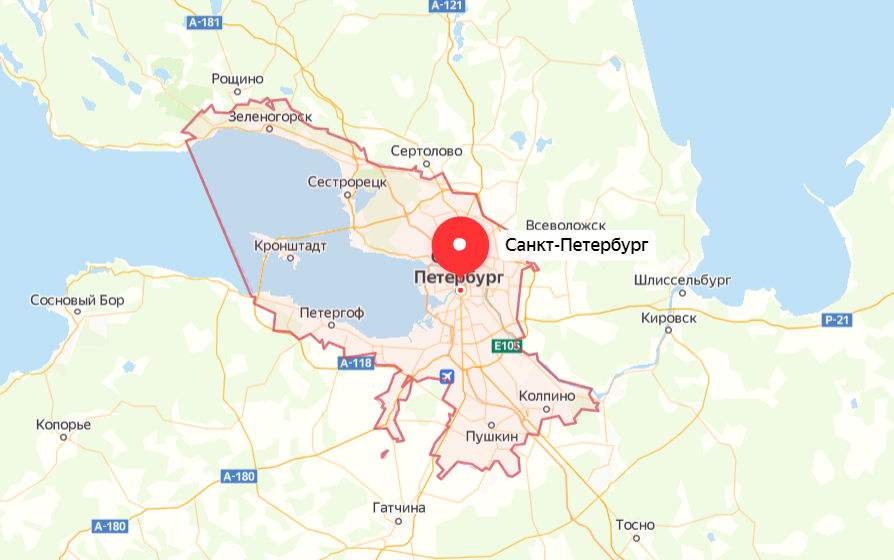 А-181
А-121
Рощино
Зеленогорск
Сертолово
Сестрорецк
Всеволожск
Санкт-Петербург
Кронштадт
Петербург
Шлиссельбург
Сосновый Бор
Петергоф
Кировск
Р-21
Е105
А-118
Колпино
Копорье
Пушкин
А-180
Гатчина
А-180
Тосно